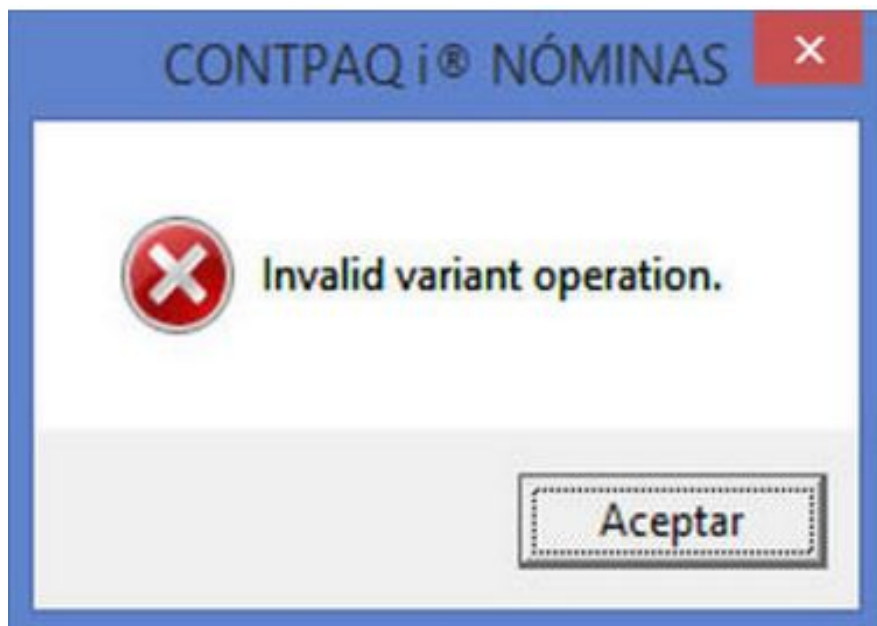 CONTPAQ i® NÓMINAS
Invalid variant operation.
Aceptar